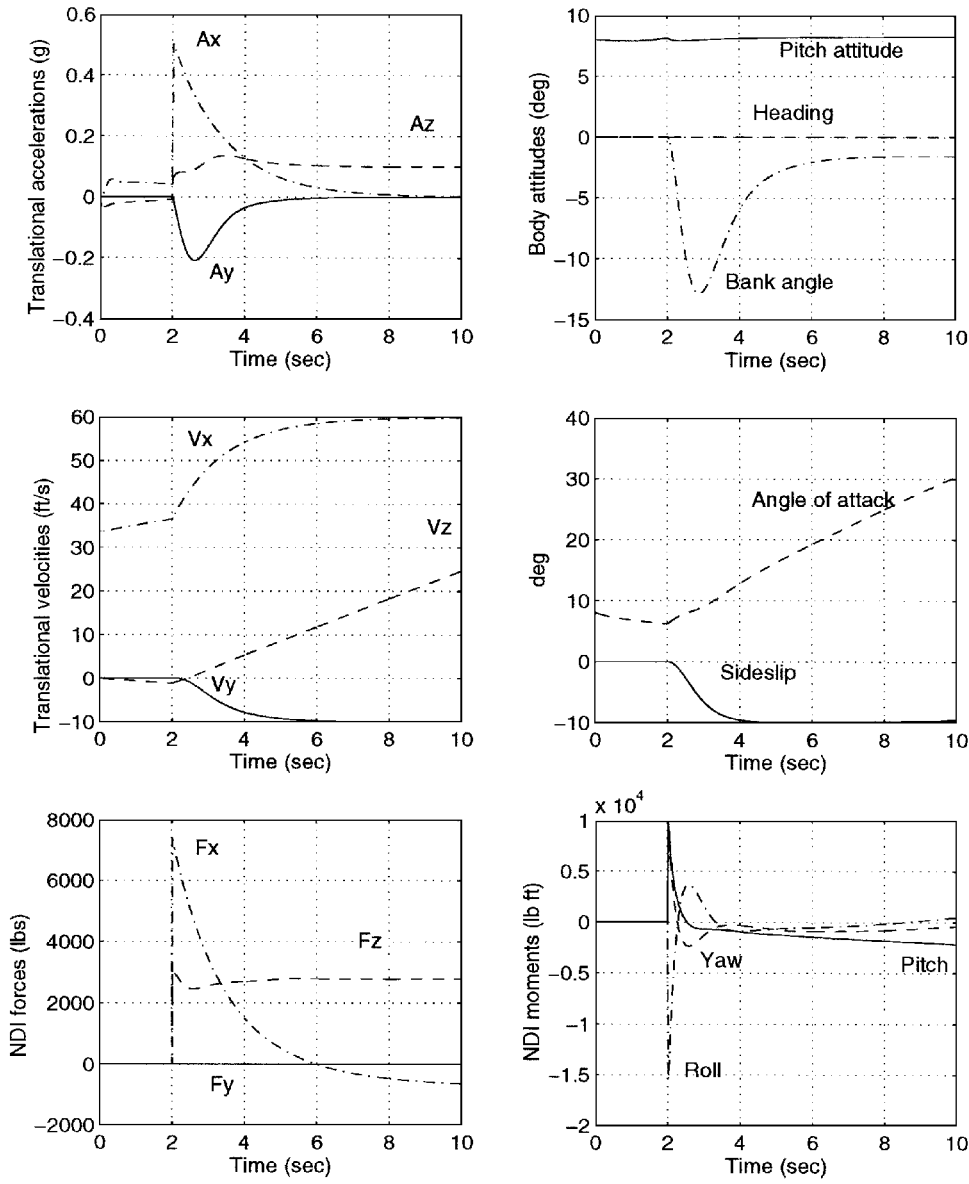 Translational accelerations (g)
0.6
0.4
0.2
0
−0.2
−0.4
Ax
Az
Ay
0 2 4 6 8 10
Time (sec)
Body attitudes (deg)
10
5
0
−5
−10
−15
Pitch attitude
Heading
Bank angle
0 2 4 6 8 10
Time (sec)
Translational velocities (ft/s)
60
50
40
30
20
10
0
−10
Vx
Vz
Vy
0 2 4 6 8 10
Time (sec)
deg
40
30
20
10
0
−10
Angle of attack
Sideslip
0 2 4 6 8 10
Time (sec)
NDI forces (lbs)
8000
6000
4000
2000
0
−2000
Fx
Fz
Fy
0 2 4 6 8 10
Time (sec)
x 10^4
NDI moments (lb ft)
1
0.5
0
−0.5
−1
−1.5
−2
Yaw
Pitch
Roll
0 2 4 6 8 10
Time (sec)